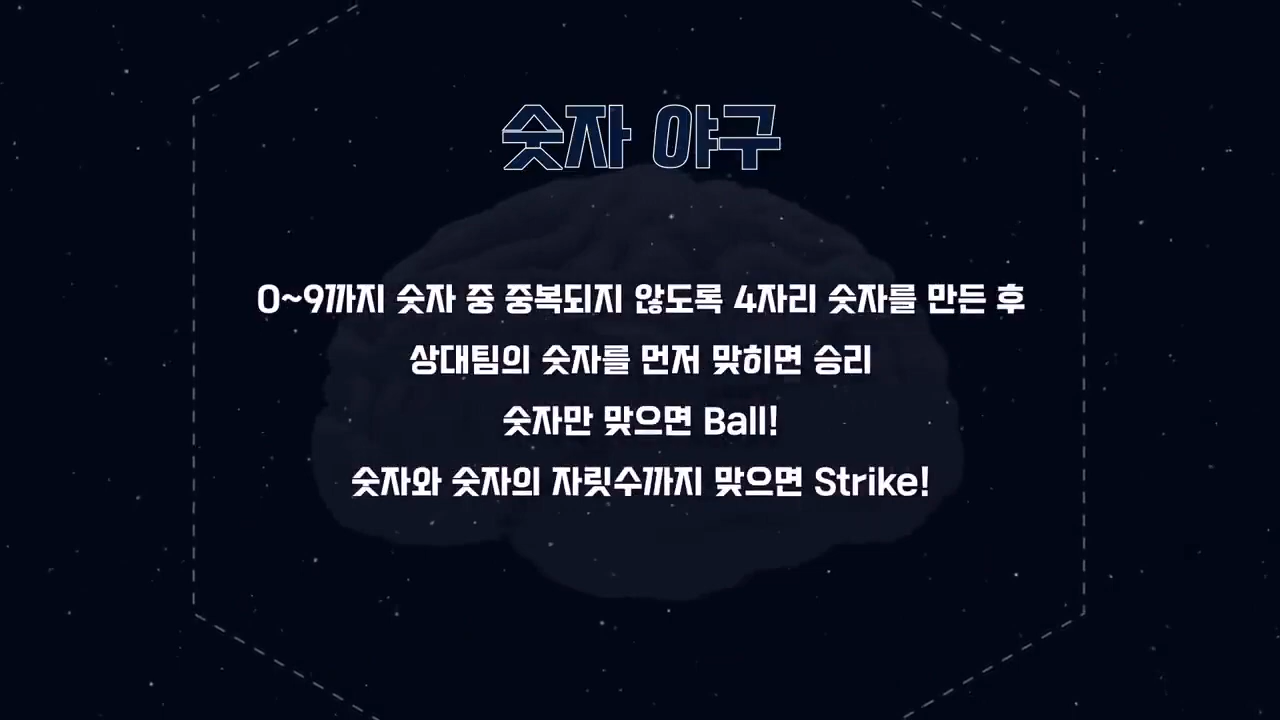 숫자 야구
0~9까지 숫자 중 중복되지 않도록 4자리 숫자를 만든 후
상대팀의 숫자를 먼저 맞히면 승리
숫자만 맞으면 Ball!
숫자와 숫자의 자릿수까지 맞으면 Strike!